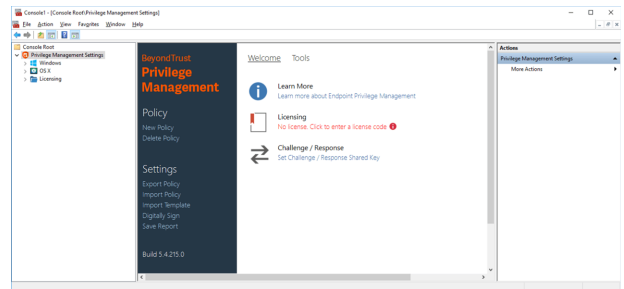 Console1 - [Console Root\Privilege Management Settings]
File Action View Favorites Window Help
Console Root
Privilege Management Settings
Windows
OS X
Licensing
BeyondTrust
Privilege
Management
Policy
New Policy
Delete Policy
Settings
Export Policy
Import Policy
Import Template
Digitally Sign
Save Report
Build 5.4.215.0
Welcome Tools
Learn More
Learn more about Endpoint Privilege Management
Licensing
No license. Click to enter a license code.
Challenge / Response
Set Challenge / Response Shared Key
Actions
Privilege Management Settings
More Actions